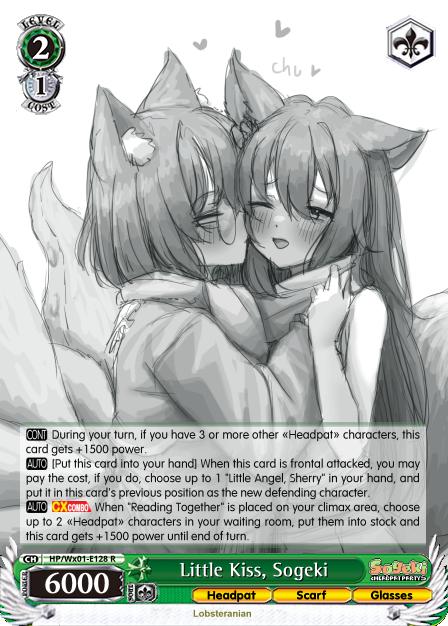 LEVEL
2
1
COST
chu
CONT During your turn, if you have 3 or more other «Headpat» characters, this
card gets +1500 power.
AUTO [Put this card into your hand] When this card is frontal attacked, you may
pay the cost, if you do, choose up to 1 "Little Angel, Sherry" in your hand, and
put it in this card's previous position as the new defending character.
AUTO CXCOMBO When "Reading Together" is placed on your climax area, choose
up to 2 «Headpat» characters in your waiting room, put them into stock and
this card gets +1500 power until end of turn.
CH HP/Wx01-E128 R
POWER 6000 SOUL Little Kiss, Sogeki
Sogeki
HEADPAT PARTY
Headpat Scarf Glasses
Lobsteranian